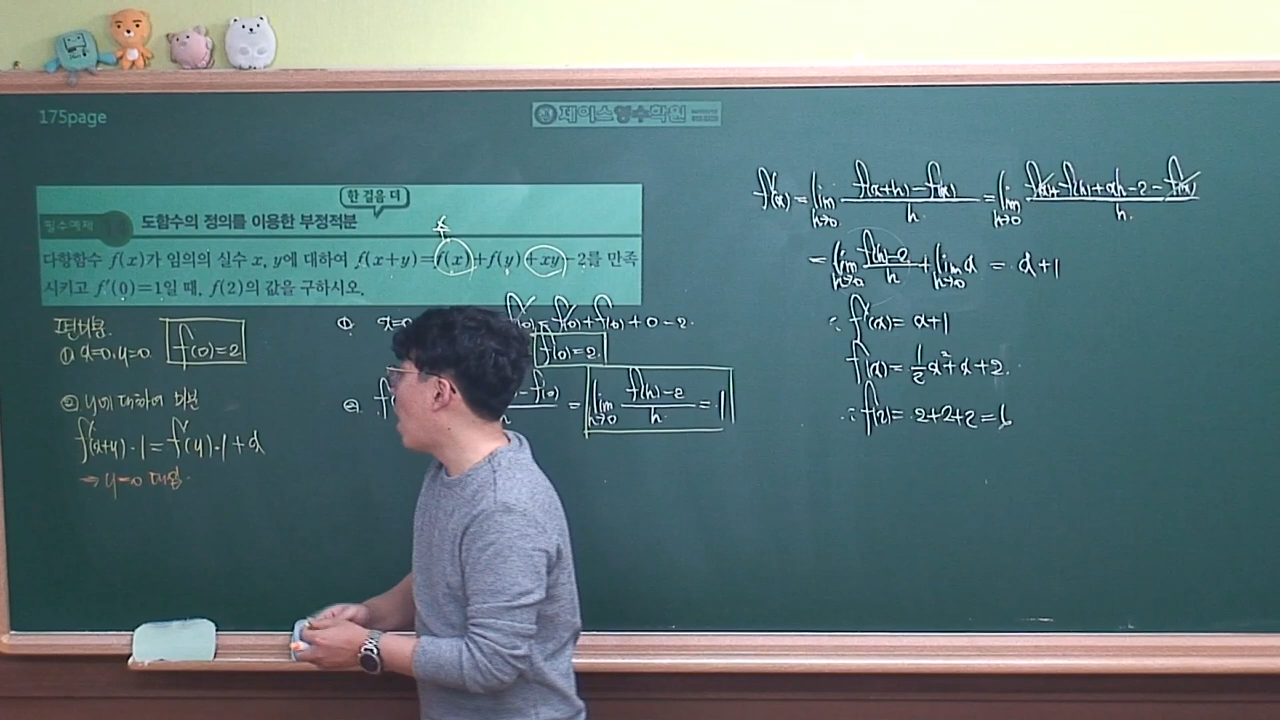 175page
제이스영수학원
한 걸음 더
필수예제
도함수의 정의를 이용한 부정적분
다항함수 f(x)가 임의의 실수 x, y에 대하여 f(x+y)=f(x)+f(y)+xy-2를 만족
시키고 f'(0)=1일 때, f(2)의 값을 구하시오.
편미분.
① x=0, y=0. f(0)=2
② y에 대하여 미분
f'(x+y)·1=f'(y)·1+x
⇒ y=0 대입.
① x=0
f(0)=f(0)+f(0)+0-2.
f(0)=2
②
= lim h→0 f(h)-2/h = 1
f'(x) = lim h→0 f(x+h)-f(x)/h = lim h→0 f(x)+f(h)+xh-2-f(x)/h
= lim h→0 f(h)-2/h + lim h→0 x = x+1
∴ f'(x)= x+1
f(x)= 1/2x²+x+2.
∴ f(2)= 2+2+2=6